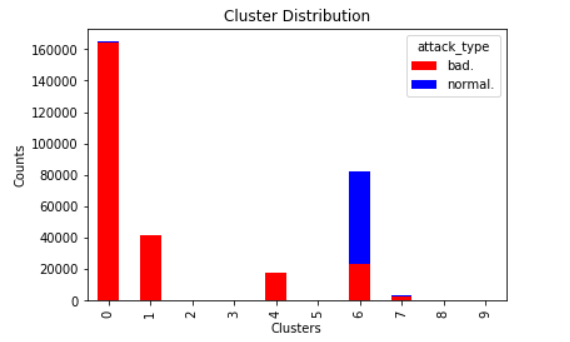 Cluster Distribution
attack_type
bad.
normal.
160000
140000
120000
100000
80000
60000
40000
20000
0
Counts
0 1 2 3 4 5 6 7 8 9
Clusters